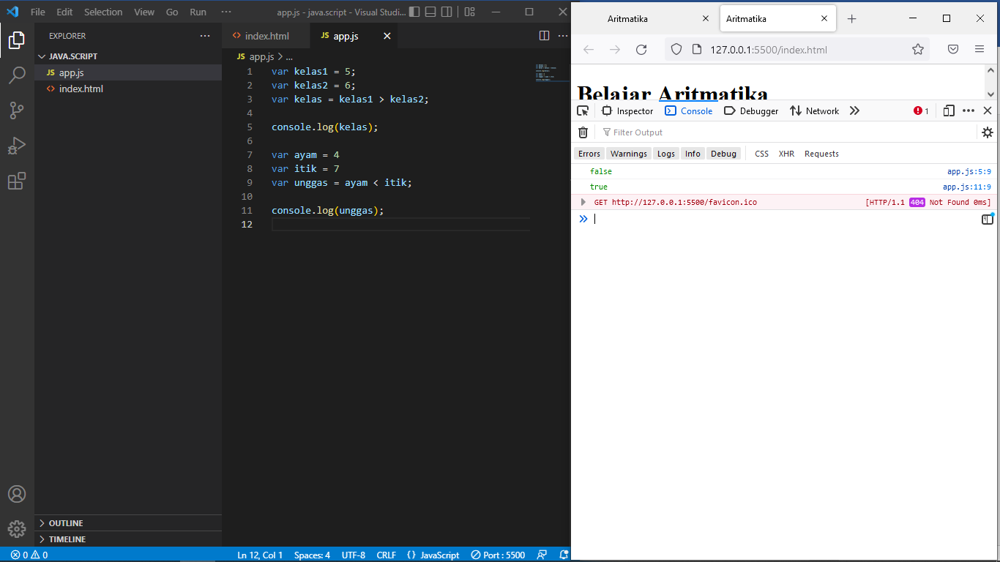 File Edit Selection View Go Run ··· app.js - java.script - Visual Studi...
EXPLORER ···
JAVA.SCRIPT
JS app.js
<> index.html
OUTLINE
TIMELINE
<> index.html JS app.js
JS app.js > ...
1 var kelas1 = 5;
2 var kelas2 = 6;
3 var kelas = kelas1 > kelas2;
4
5 console.log(kelas);
6
7 var ayam = 4
8 var itik = 7
9 var unggas = ayam < itik;
10
11 console.log(unggas);
12
0 0 Ln 12, Col 1 Spaces: 4 UTF-8 CRLF {} JavaScript Port : 5500
Aritmatika Aritmatika
127.0.0.1:5500/index.html
Belajar Aritmatika
Inspector Console Debugger Network 1
Filter Output
Errors Warnings Logs Info Debug CSS XHR Requests
false app.js:5:9
true app.js:11:9
GET http://127.0.0.1:5500/favicon.ico [HTTP/1.1 404 Not Found 0ms]